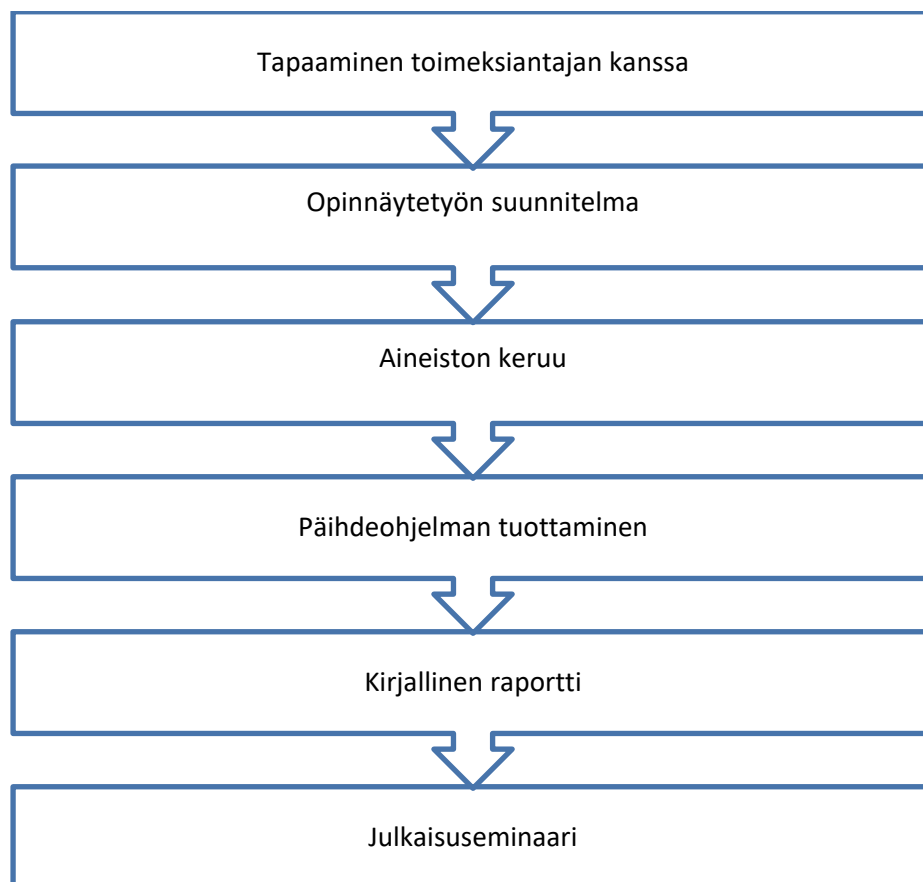 Tapaaminen toimeksiantajan kanssa
Opinnäytetyön suunnitelma
Aineiston keruu
Päihdeohjelman tuottaminen
Kirjallinen raportti
Julkaisuseminaari